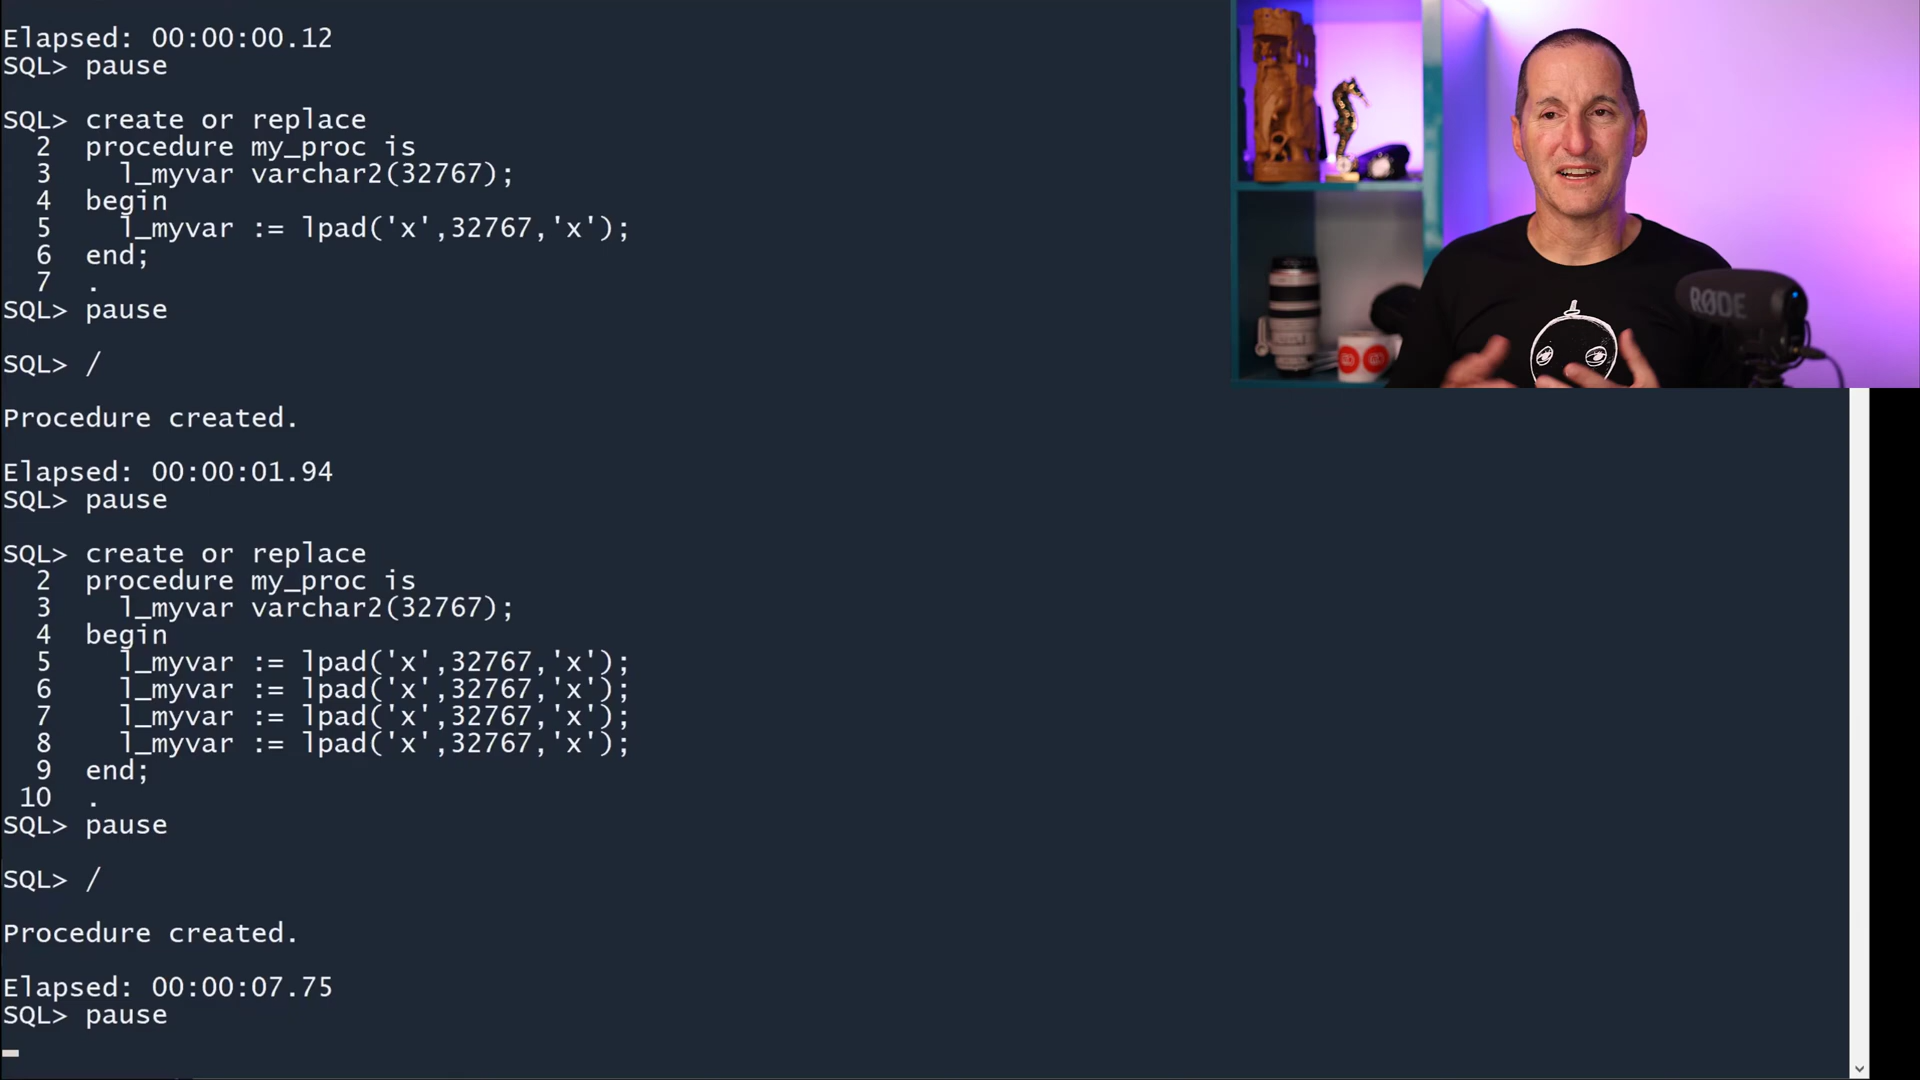 Elapsed: 00:00:00.12
SQL> pause
SQL> create or replace
2 procedure my_proc is
3 l_myvar varchar2(32767);
4 begin
5 l_myvar := lpad('x',32767,'x');
6 end;
7 .
SQL> pause
SQL> /
Procedure created.
Elapsed: 00:00:01.94
SQL> pause
SQL> create or replace
2 procedure my_proc is
3 l_myvar varchar2(32767);
4 begin
5 l_myvar := lpad('x',32767,'x');
6 l_myvar := lpad('x',32767,'x');
7 l_myvar := lpad('x',32767,'x');
8 l_myvar := lpad('x',32767,'x');
9 end;
10 .
SQL> pause
SQL> /
Procedure created.
Elapsed: 00:00:07.75
SQL> pause
RØDE